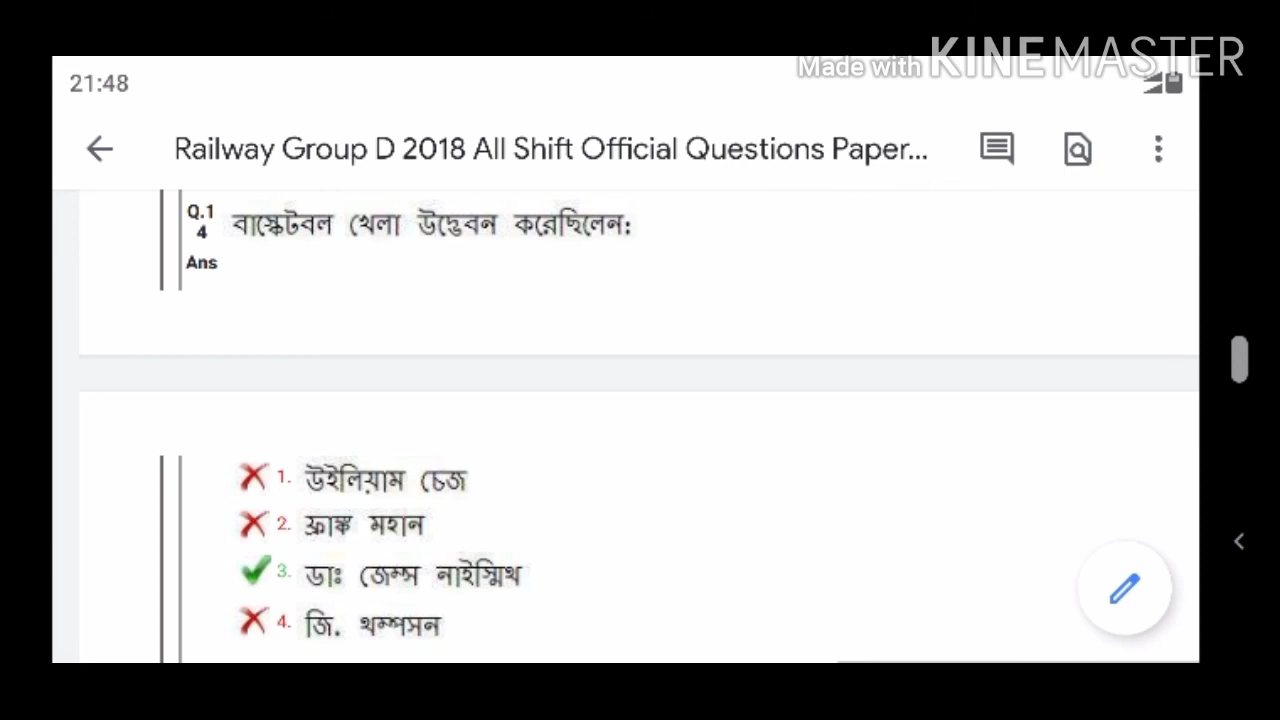 Made with KINEMASTER
21:48
Railway Group D 2018 All Shift Official Questions Paper...
Q.1 বাস্কেটবল খেলা উদ্ভেবন করেছিলেন:
4
Ans
1. উইলিয়াম চেজ
2. ফ্রাঙ্ক মহান
3. ডাঃ জেম্স নাইস্মিথ
4. জি. থম্পসন